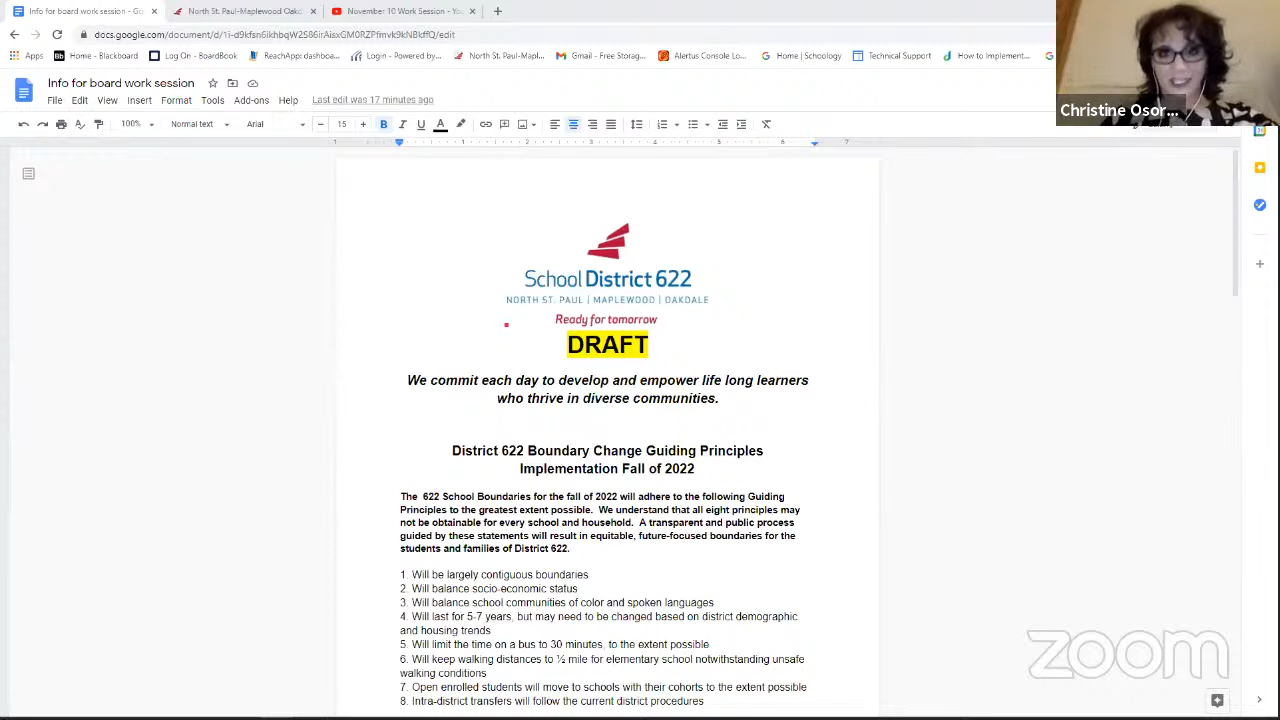 Info for board work session - Go
North St. Paul-Maplewood Oakd
November 10 Work Session - You
docs.google.com/document/d/
Apps
Home - Blackboard
Log On - BoardBook
ReachApp: dashboa...
Login - Powered by...
North St. Paul-Mapl...
Gmail - Free Storag...
Alertus Console Lo...
Home | Schoology
Technical Support
How to Implement...
Info for board work session
File Edit View Insert Format Tools Add-ons Help Last edit was 17 minutes ago
100% Normal text Arial 15
Christine Osor...
1 1 2 3 4 5 6 7
School District 622
NORTH ST. PAUL | MAPLEWOOD | OAKDALE
Ready for tomorrow
DRAFT
We commit each day to develop and empower life long learners
who thrive in diverse communities.
District 622 Boundary Change Guiding Principles
Implementation Fall of 2022
The 622 School Boundaries for the fall of 2022 will adhere to the following Guiding
Principles to the greatest extent possible. We understand that all eight principles may
not be obtainable for every school and household. A transparent and public process
guided by these statements will result in equitable, future-focused boundaries for the
students and families of District 622.
1. Will be largely contiguous boundaries
2. Will balance socio-economic status
3. Will balance school communities of color and spoken languages
4. Will last for 5-7 years, but may need to be changed based on district demographic
and housing trends
5. Will limit the time on a bus to 30 minutes, to the extent possible
6. Will keep walking distances to ½ mile for elementary school notwithstanding unsafe
walking conditions
7. Open enrolled students will move to schools with their cohorts to the extent possible
8. Intra-district transfers will follow the current district procedures
zoom